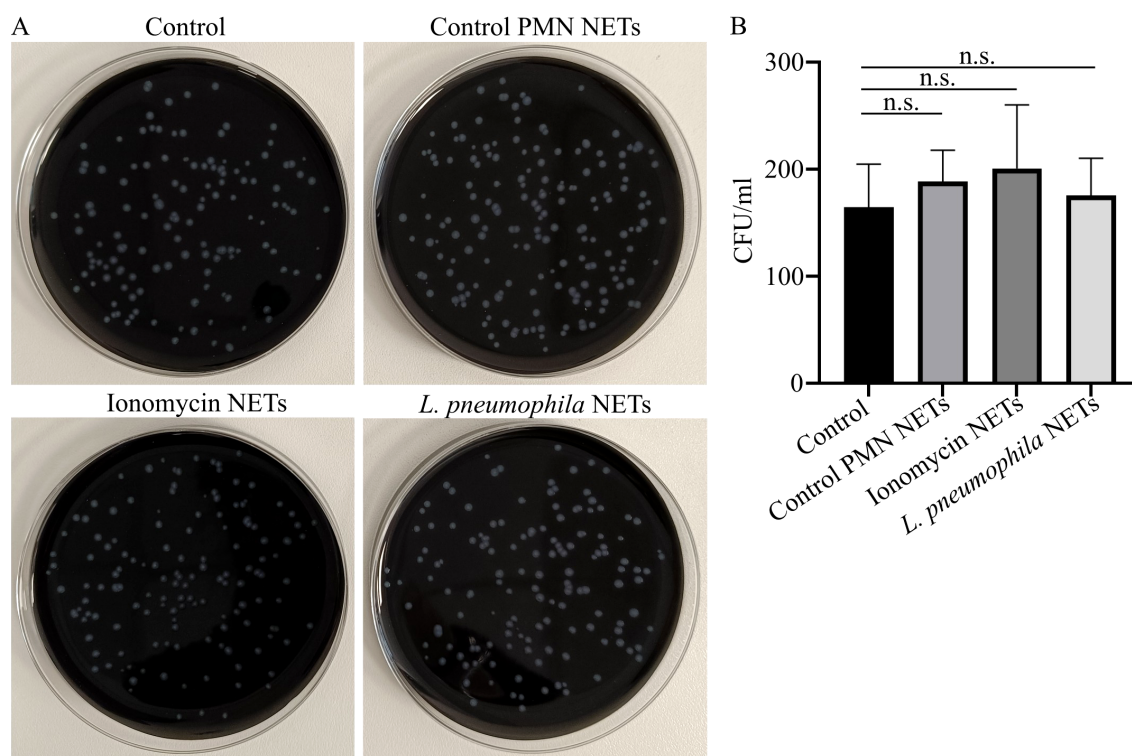 A
Control
Control PMN NETs
Ionomycin NETs
L. pneumophila NETs
B
CFU/ml
300
200
100
0
n.s.
n.s.
n.s.
Control
Control PMN NETs
Ionomycin NETs
L. pneumophila NETs